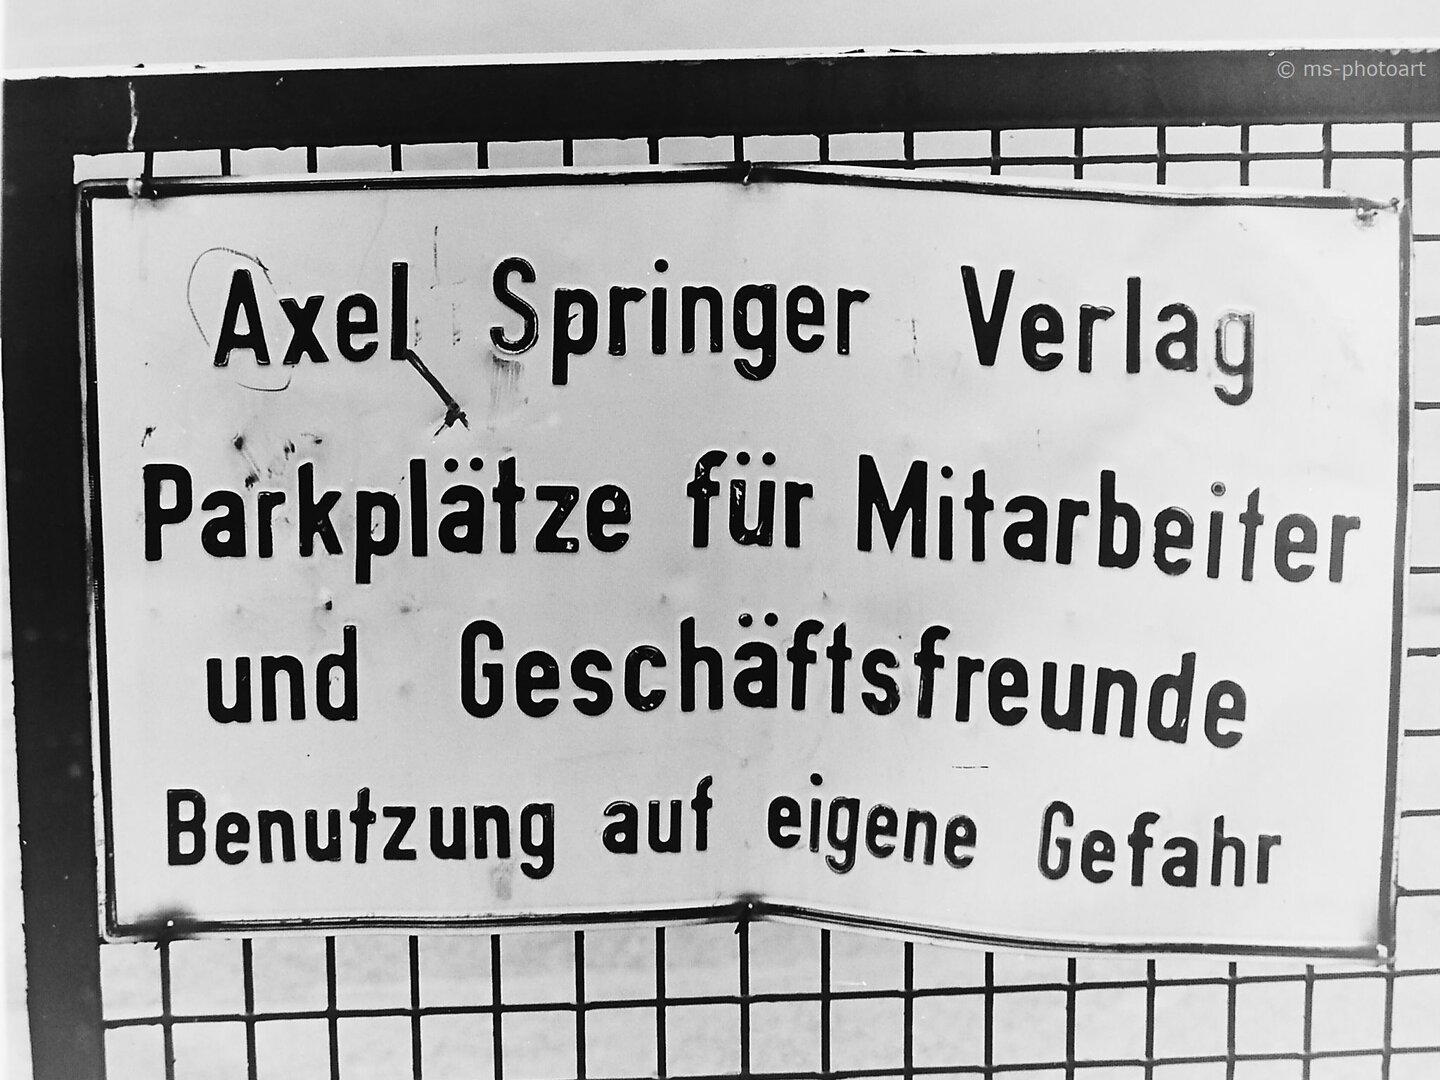 © ms-photoart
Axel Springer Verlag
Parkplätze für Mitarbeiter
und Geschäftsfreunde
Benutzung auf eigene Gefahr